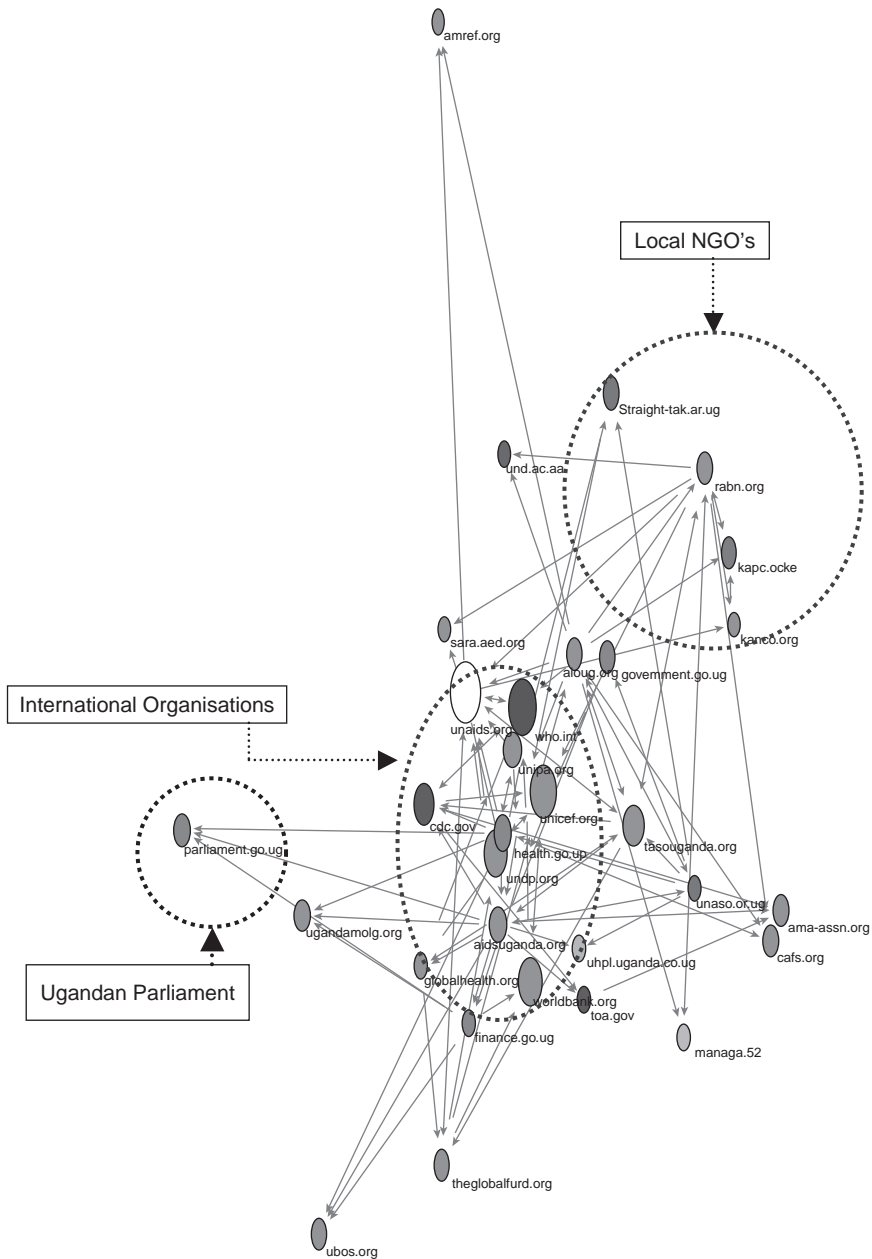 amref.org
Local NGO's
Straight-tak.ar.ug
und.ac.aa
rabn.org
kapc.ocke
kanco.org
sara.aed.org
aioug.org
government.go.ug
International Organisations
unaids.org
who.int
unipa.org
unicef.org
cdc.gov
parliament.go.ug
health.go.up
tasouganda.org
undp.org
unaso.or.ug
ama-assn.org
ugandamolg.org
aidsuganda.org
cafs.org
uhpl.uganda.co.ug
globalhealth.org
Ugandan Parliament
worldbank.org
toa.gov
finance.go.ug
managa.52
theglobalfurd.org
ubos.org